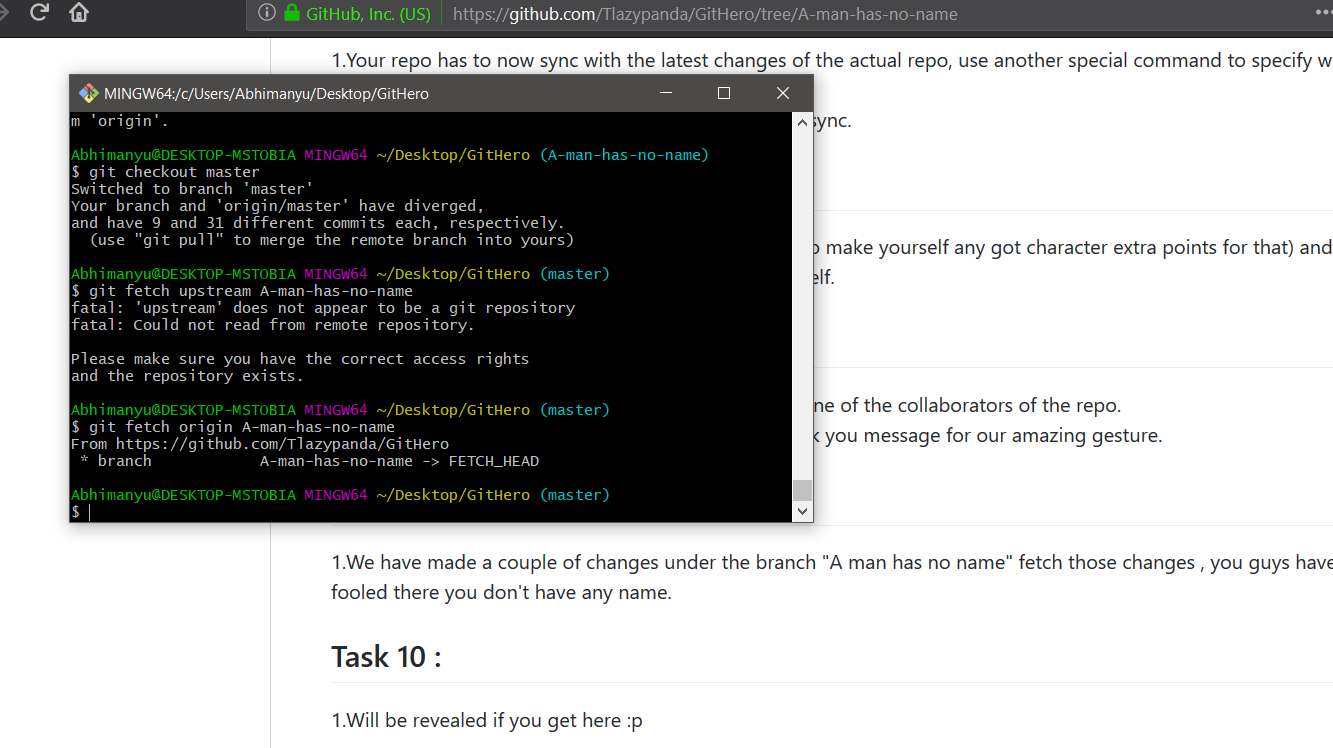 GitHub, Inc. (US)
https://github.com/Tlazypanda/GitHero/tree/A-man-has-no-name
1.Your repo has to now sync with the latest changes of the actual repo, use another special command to specify w
MINGW64:/c/Users/Abhimanyu/Desktop/GitHero
m 'origin'.
sync.
Abhimanyu@DESKTOP-MSTOBIA MINGW64 ~/Desktop/GitHero (A-man-has-no-name)
$ git checkout master
Switched to branch 'master'
Your branch and 'origin/master' have diverged,
and have 9 and 31 different commits each, respectively.
(use "git pull" to merge the remote branch into yours)
o make yourself any got character extra points for that) and
elf.
Abhimanyu@DESKTOP-MSTOBIA MINGW64 ~/Desktop/GitHero (master)
$ git fetch upstream A-man-has-no-name
fatal: 'upstream' does not appear to be a git repository
fatal: Could not read from remote repository.
Please make sure you have the correct access rights
and the repository exists.
Abhimanyu@DESKTOP-MSTOBIA MINGW64 ~/Desktop/GitHero (master)
$ git fetch origin A-man-has-no-name
From https://github.com/Tlazypanda/GitHero
* branch A-man-has-no-name -> FETCH_HEAD
ne of the collaborators of the repo.
k you message for our amazing gesture.
Abhimanyu@DESKTOP-MSTOBIA MINGW64 ~/Desktop/GitHero (master)
$
1.We have made a couple of changes under the branch "A man has no name" fetch those changes , you guys have
fooled there you don't have any name.
Task 10 :
1.Will be revealed if you get here :p